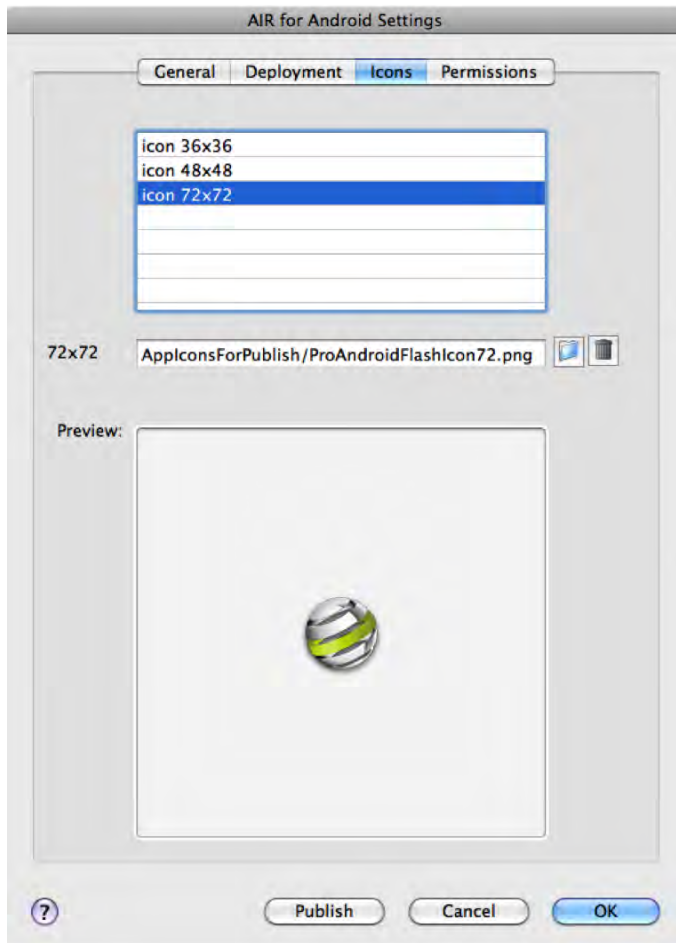 AIR for Android Settings
General Deployment Icons Permissions
icon 36x36
icon 48x48
icon 72x72
72x72 AppIconsForPublish/ProAndroidFlashIcon72.png
Preview:
? Publish Cancel OK